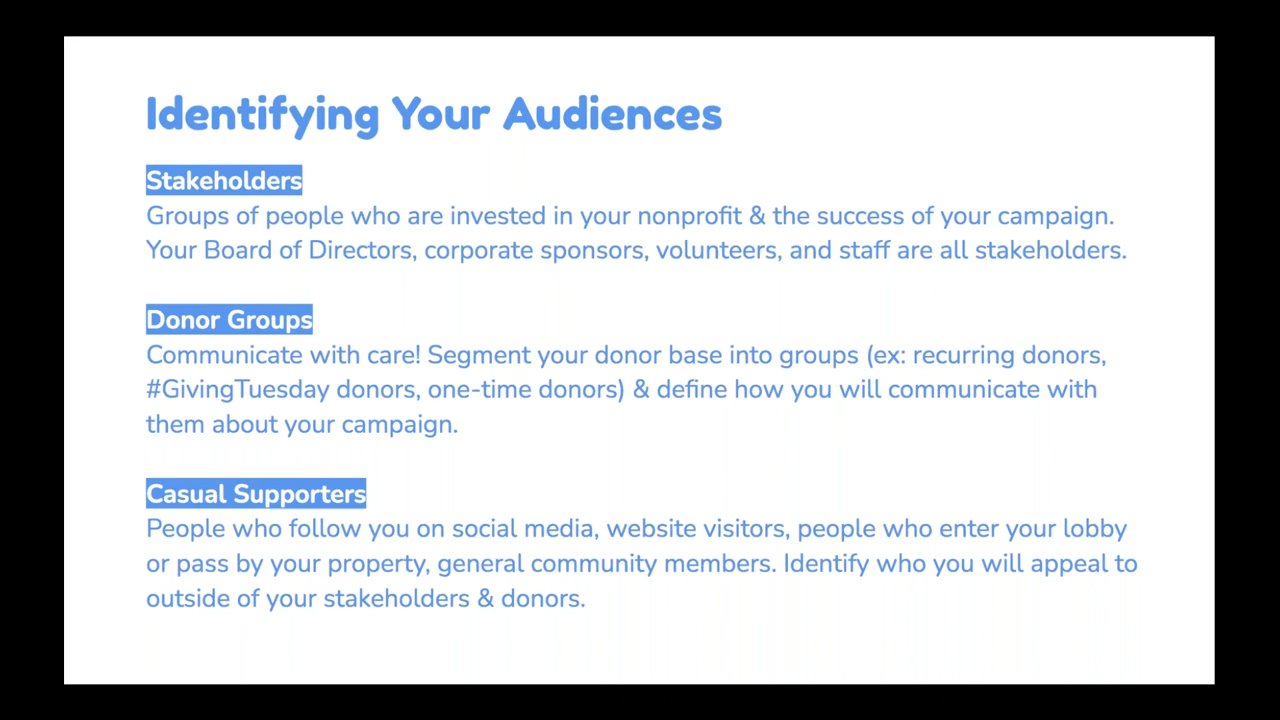 Identifying Your Audiences
Stakeholders
Groups of people who are invested in your nonprofit & the success of your campaign.
Your Board of Directors, corporate sponsors, volunteers, and staff are all stakeholders.
Donor Groups
Communicate with care! Segment your donor base into groups (ex: recurring donors,
#GivingTuesday donors, one-time donors) & define how you will communicate with
them about your campaign.
Casual Supporters
People who follow you on social media, website visitors, people who enter your lobby
or pass by your property, general community members. Identify who you will appeal to
outside of your stakeholders & donors.